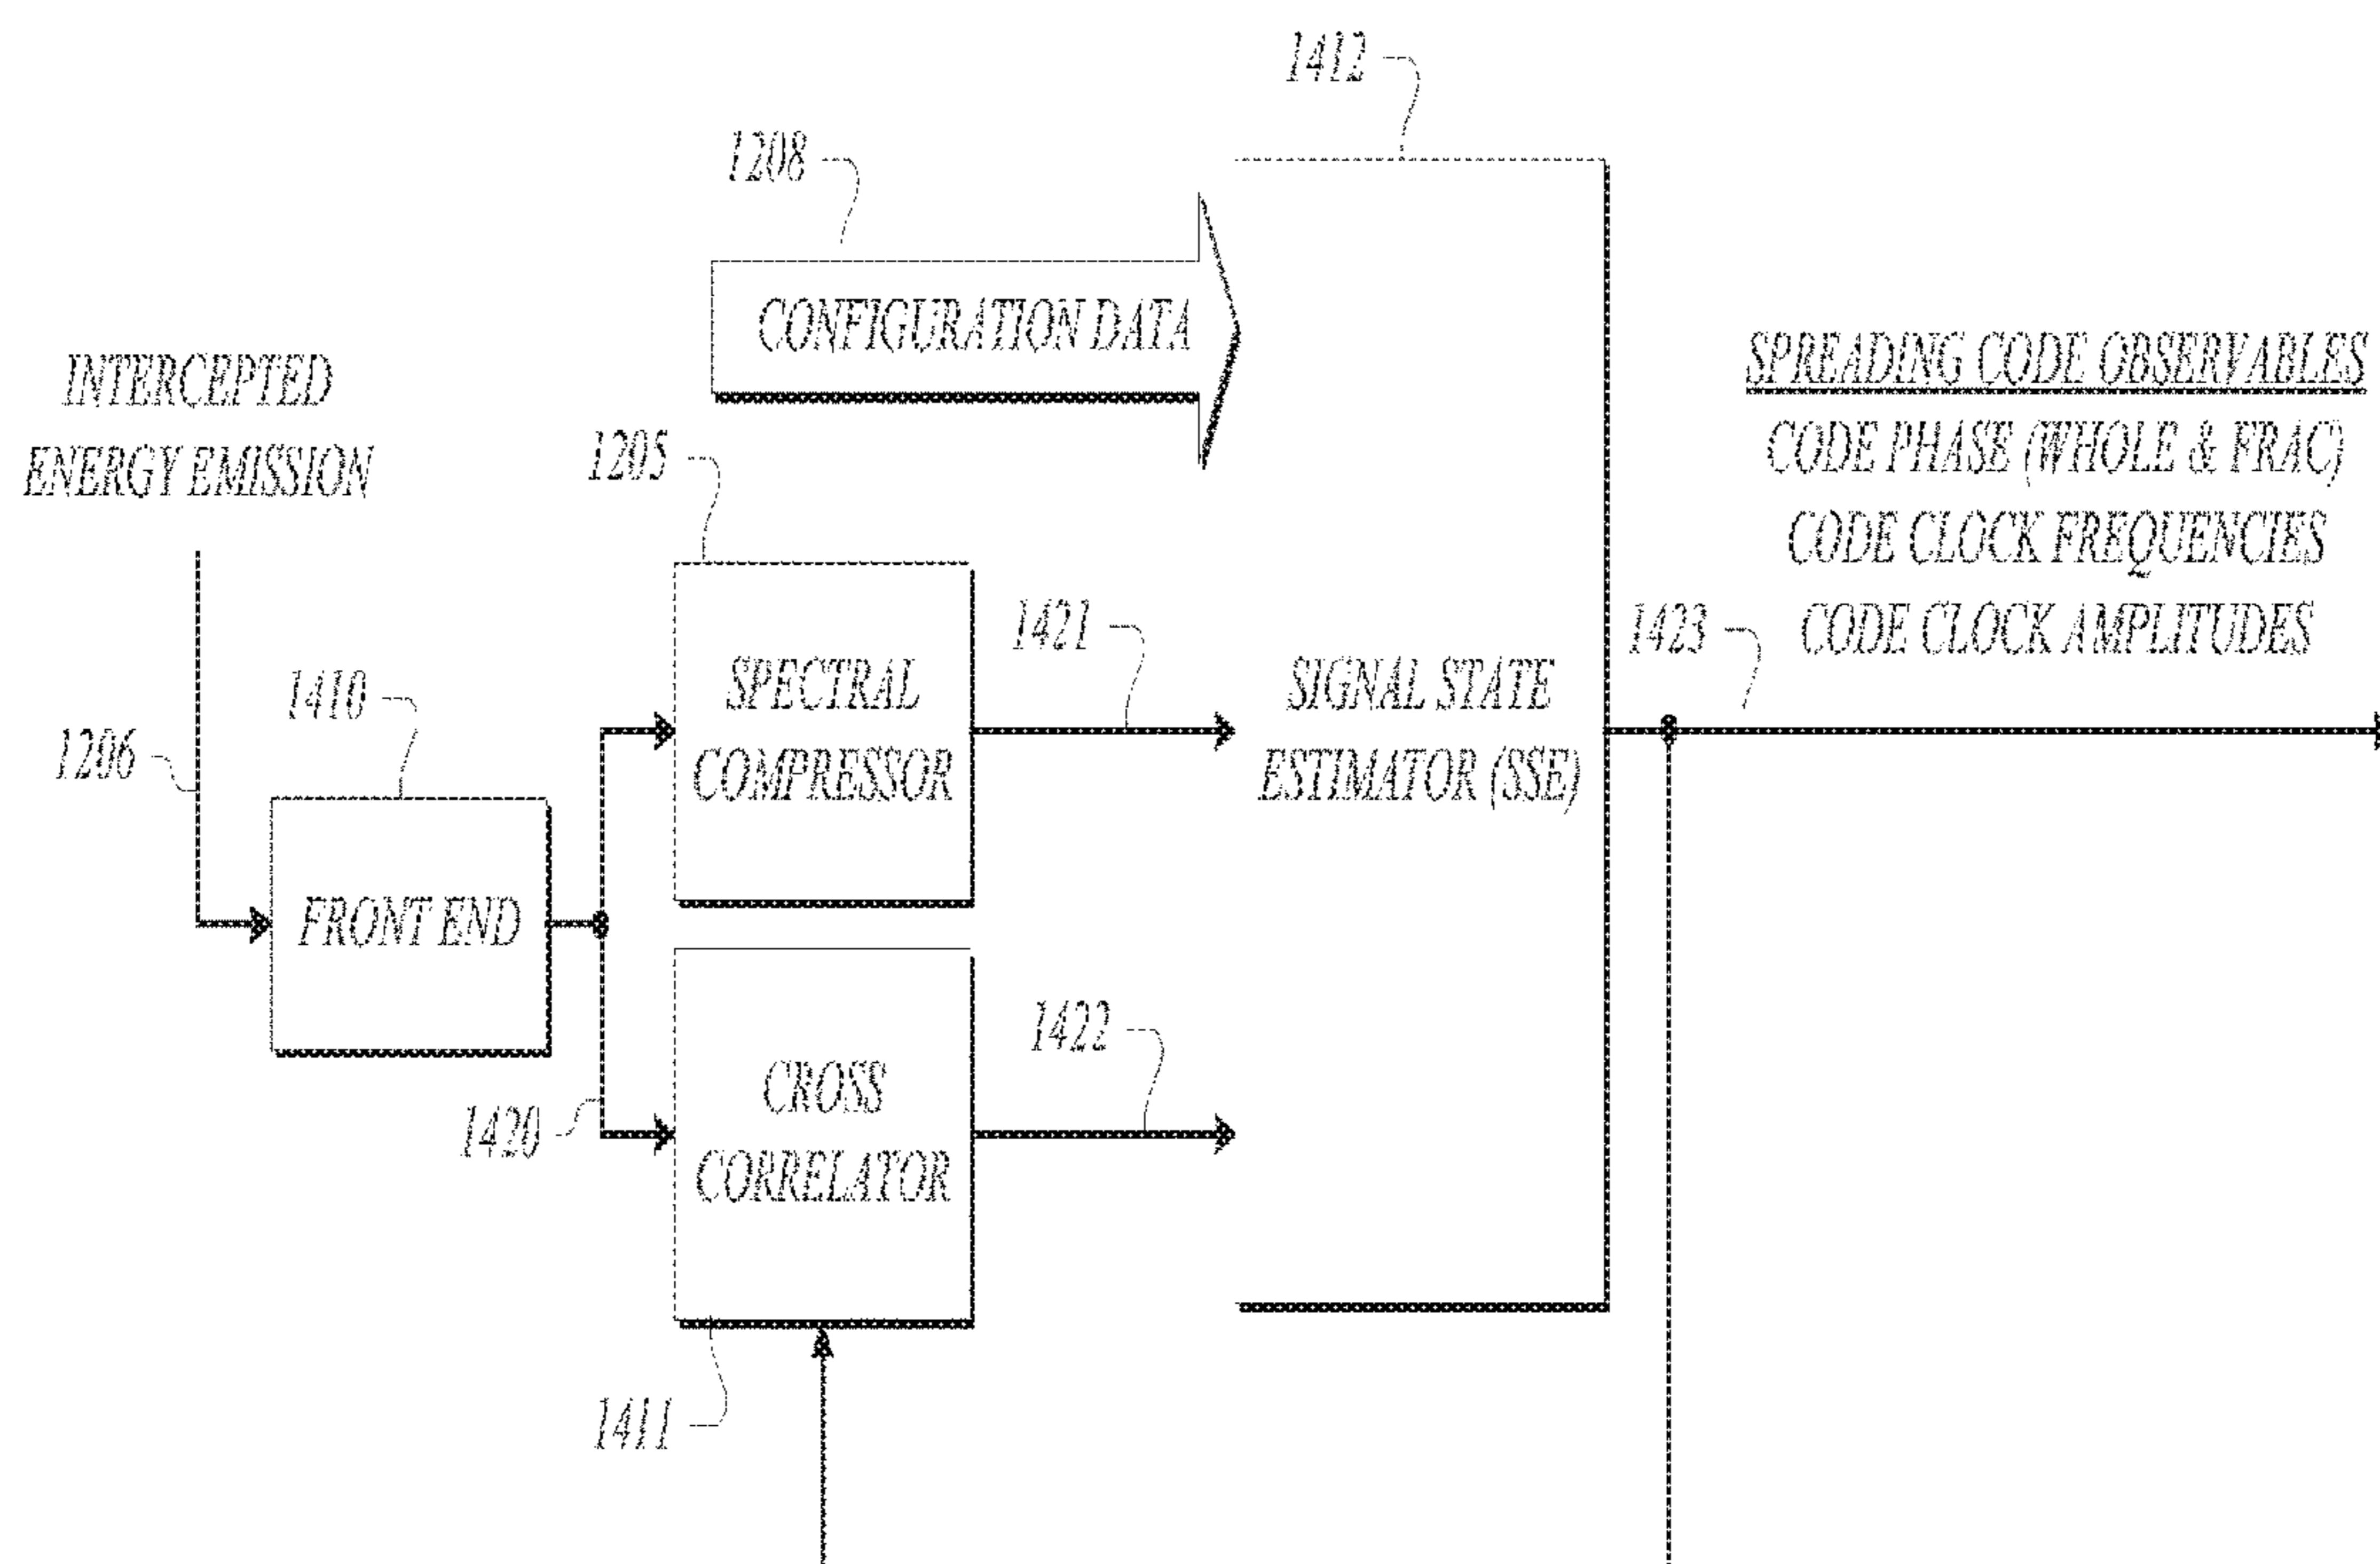 1412
1208
CONFIGURATION DATA
INTERCEPTED
ENERGY EMISSION
SPREADING CODE OBSERVABLES
CODE PHASE (WHOLE & FRAC)
CODE CLOCK FREQUENCIES
CODE CLOCK AMPLITUDES
1205
1421
1423
1410
1206
SPECTRAL
COMPRESSOR
SIGNAL STATE
ESTIMATOR (SSE)
FRONT END
1422
1420
CROSS
CORRELATOR
1411